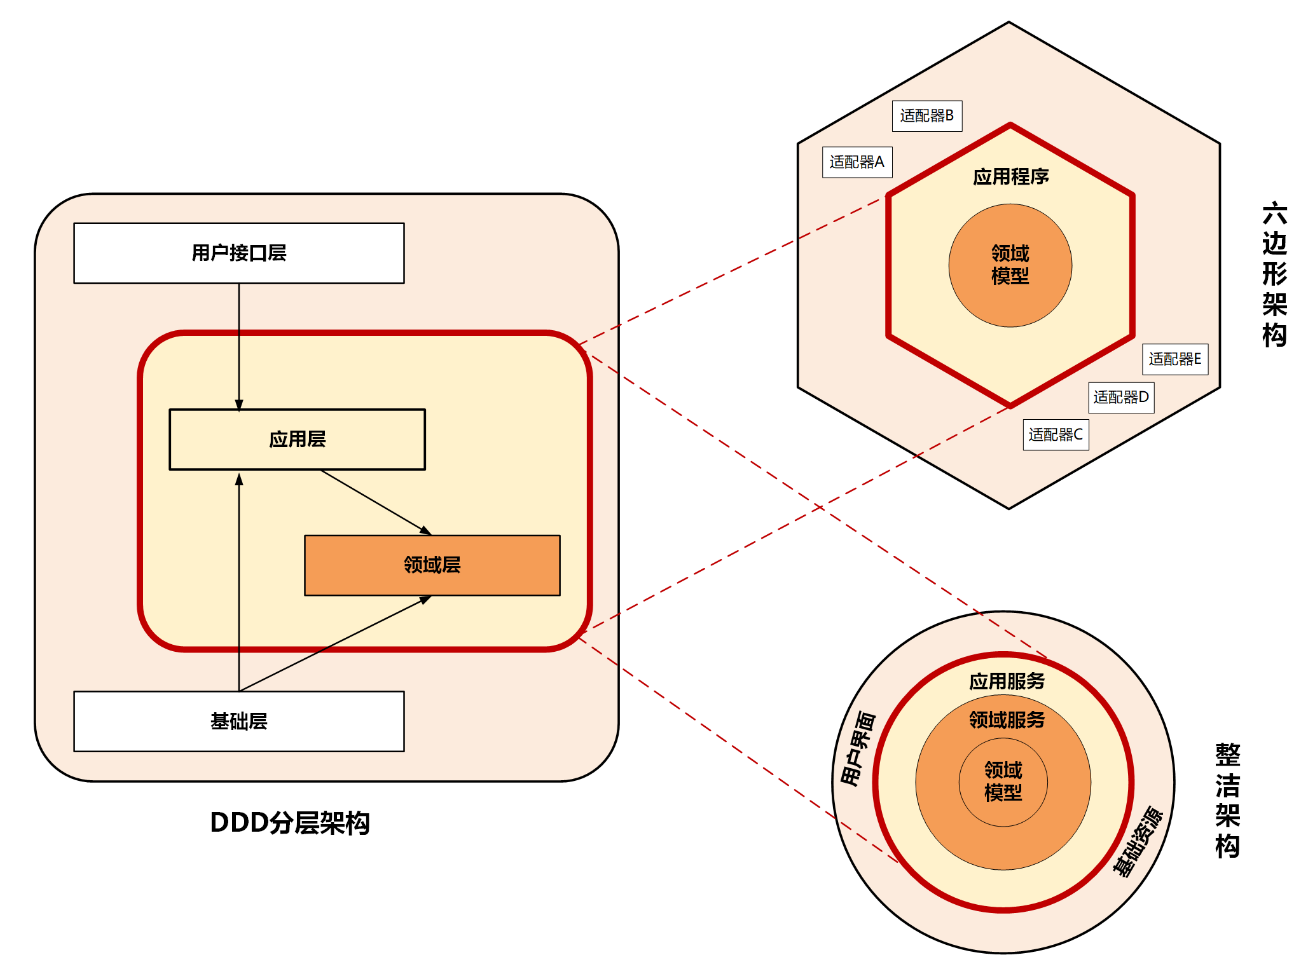 用户接口层
应用层
领域层
基础层
DDD分层架构
适配器B
适配器A
应用程序
领域
模型
适配器E
适配器D
适配器C
六边形架构
应用服务
领域服务
领域
模型
用户界面
基础资源
整洁架构